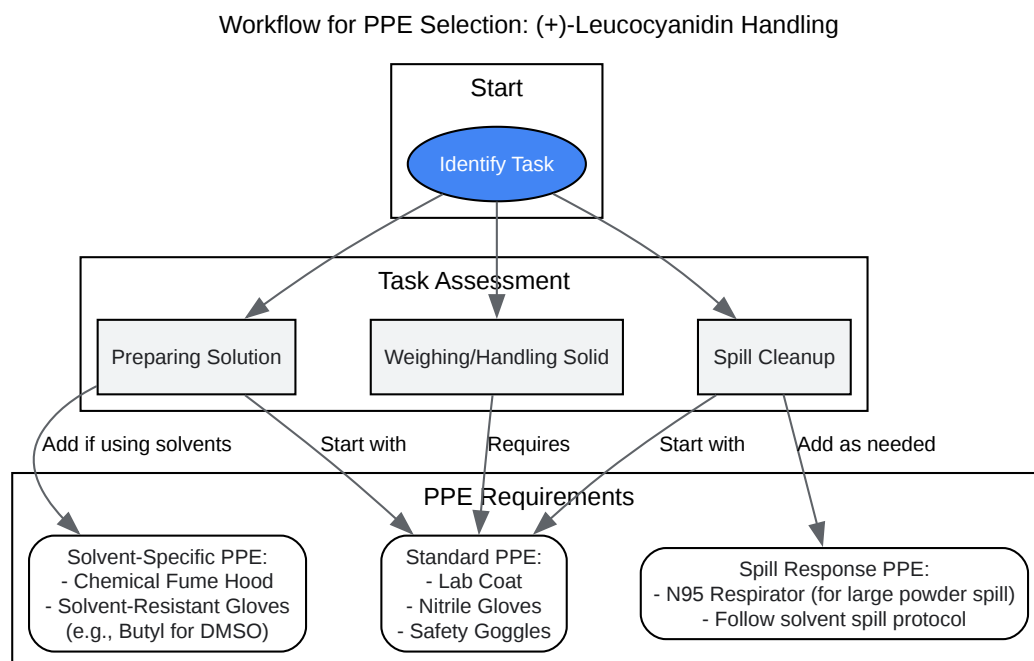 Workflow for PPE Selection: (+)-Leucocyanidin Handling
Start
Identify Task
Task Assessment
Preparing Solution
Weighing/Handling Solid
Spill Cleanup
Add if using solvents
Start with
Requires
Start with
Add as needed
PPE Requirements
Solvent-Specific PPE:
- Chemical Fume Hood
- Solvent-Resistant Gloves
(e.g., Butyl for DMSO)
Standard PPE:
- Lab Coat
- Nitrile Gloves
- Safety Goggles
Spill Response PPE:
- N95 Respirator (for large powder spill)
- Follow solvent spill protocol